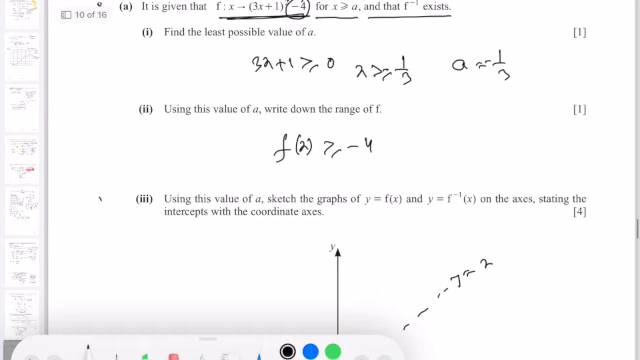 10 of 16
(a) It is given that f : x → (3x+1)² −4 for x ⩾ a, and that f⁻¹ exists.
(i) Find the least possible value of a. [1]
3x+1 ≥ 0 x ≥ -1/3 a = -1/3
(ii) Using this value of a, write down the range of f. [1]
f(x) ≥ -4
(iii) Using this value of a, sketch the graphs of y = f(x) and y = f⁻¹(x) on the axes, stating the
intercepts with the coordinate axes. [4]
y
y = x